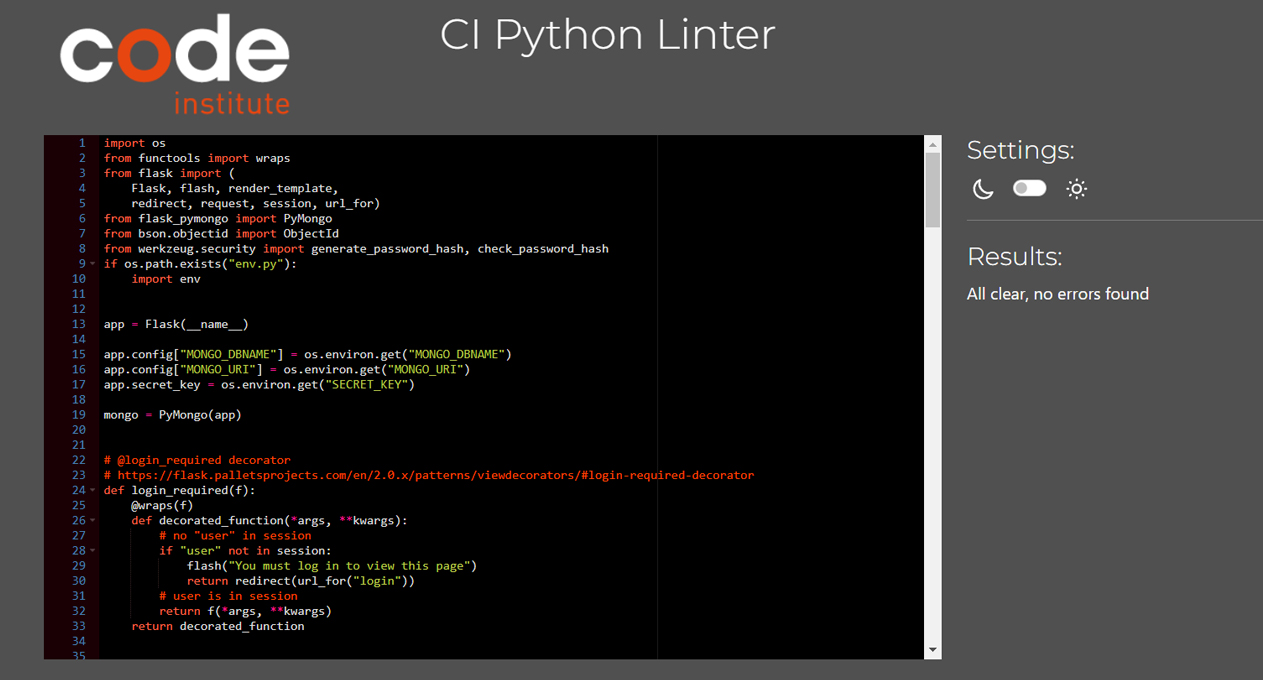 code
institute
CI Python Linter
1 import os
2 from functools import wraps
3 from flask import (
4     Flask, flash, render_template,
5     redirect, request, session, url_for)
6 from flask_pymongo import PyMongo
7 from bson.objectid import ObjectId
8 from werkzeug.security import generate_password_hash, check_password_hash
9 if os.path.exists("env.py"):
10     import env
11
12
13 app = Flask(__name__)
14
15 app.config["MONGO_DBNAME"] = os.environ.get("MONGO_DBNAME")
16 app.config["MONGO_URI"] = os.environ.get("MONGO_URI")
17 app.secret_key = os.environ.get("SECRET_KEY")
18
19 mongo = PyMongo(app)
20
21
22 # @login_required decorator
23 # https://flask.palletsprojects.com/en/2.0.x/patterns/viewdecorators/#login-required-decorator
24 def login_required(f):
25     @wraps(f)
26     def decorated_function(*args, **kwargs):
27         # no "user" in session
28         if "user" not in session:
29             flash("You must log in to view this page")
30             return redirect(url_for("login"))
31         # user is in session
32         return f(*args, **kwargs)
33     return decorated_function
34
35
Settings:
Results:
All clear, no errors found